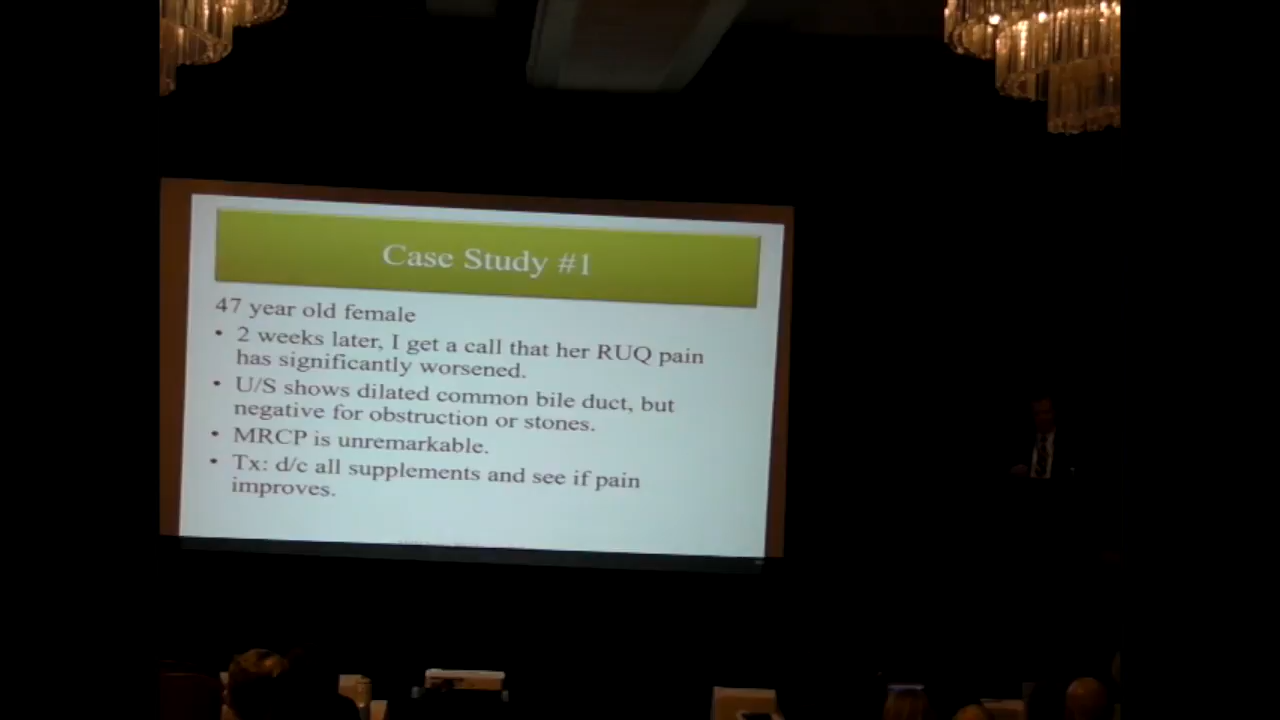 Case Study #1
47 year old female
• 2 weeks later, I get a call that her RUQ pain
has significantly worsened.
• U/S shows dilated common bile duct, but
negative for obstruction or stones.
• MRCP is unremarkable.
• Tx: d/c all supplements and see if pain
improves.